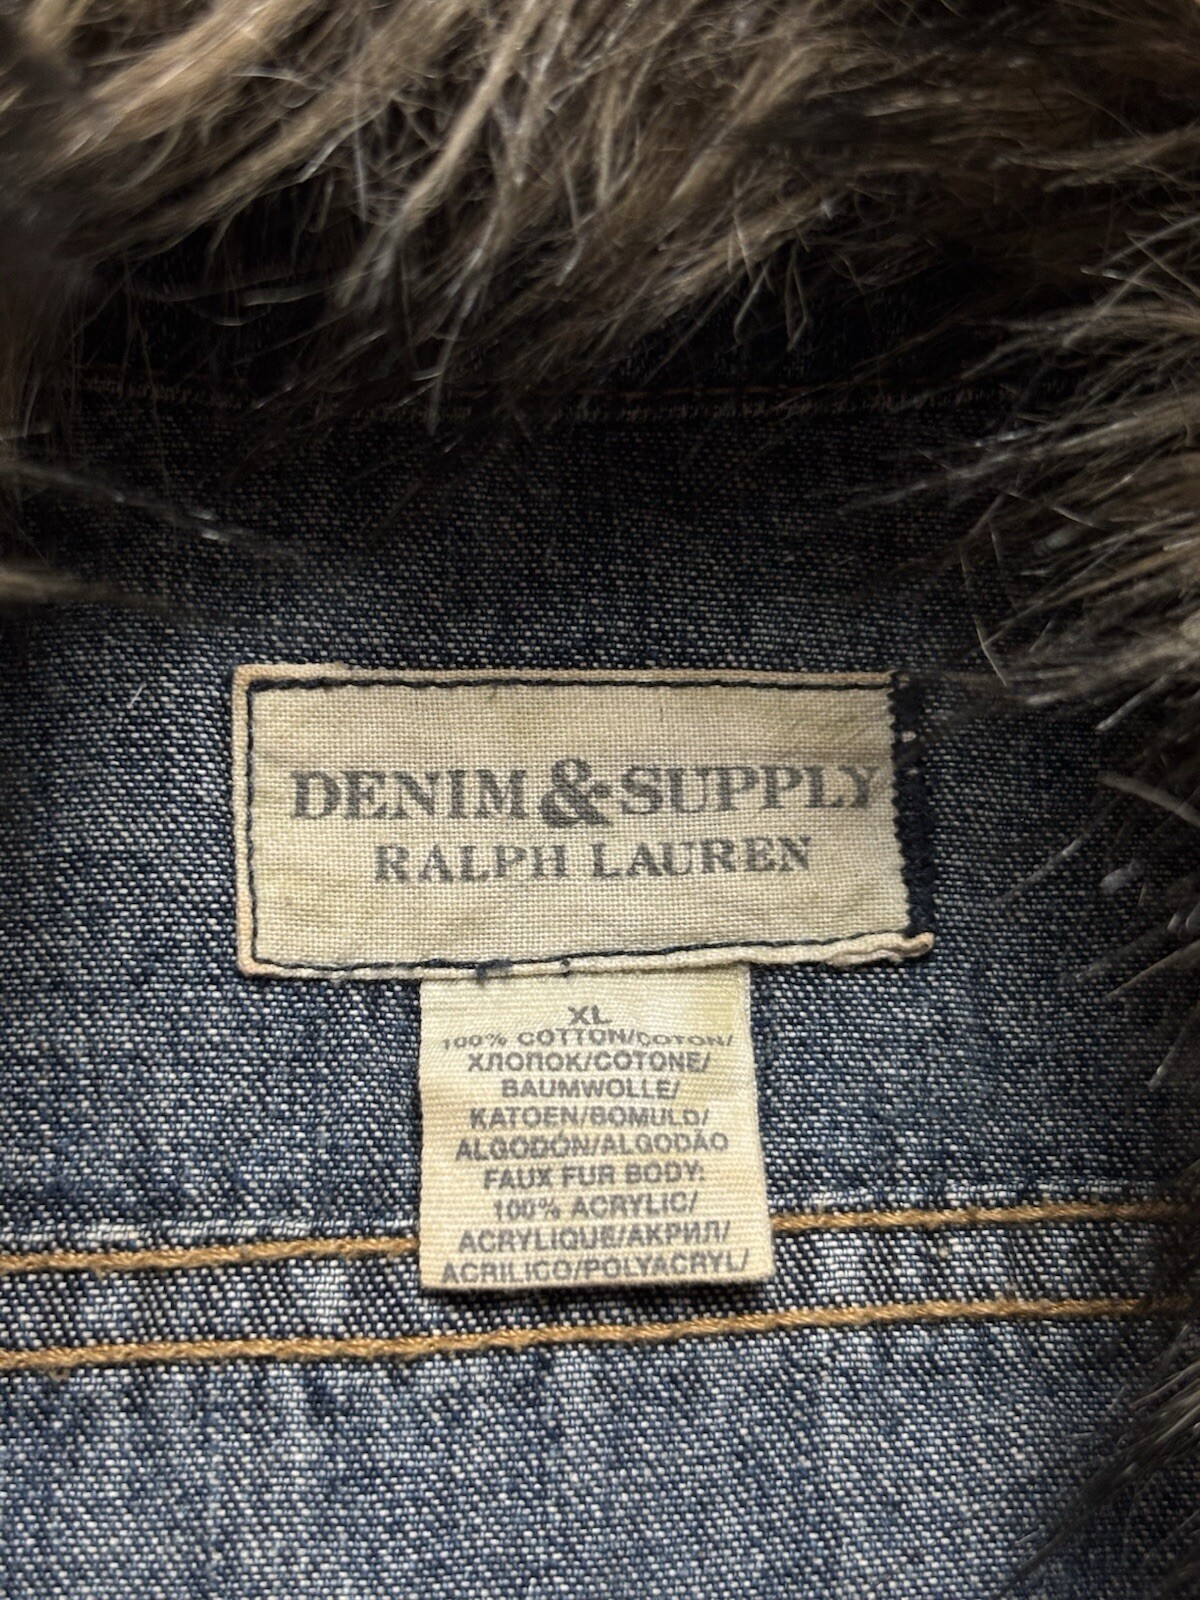 DENIM & SUPPLY
RALPH LAUREN
XL
100% COTTON/COTON/
ХЛОПОК/COTONE/
BAUMWOLLE/
KATOEN/BOMULD/
ALGODÓN/ALGODÃO
FAUX FUR BODY:
100% ACRYLIC/
ACRYLIQUE/АКРИЛ/
ACRILICO/POLYACRYL/